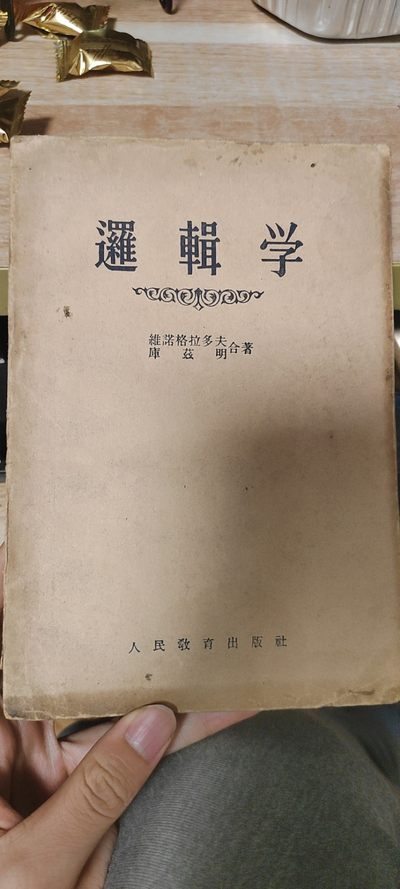 邏輯学
維諾格拉多夫
庫茲明合著
人民敎育出版社